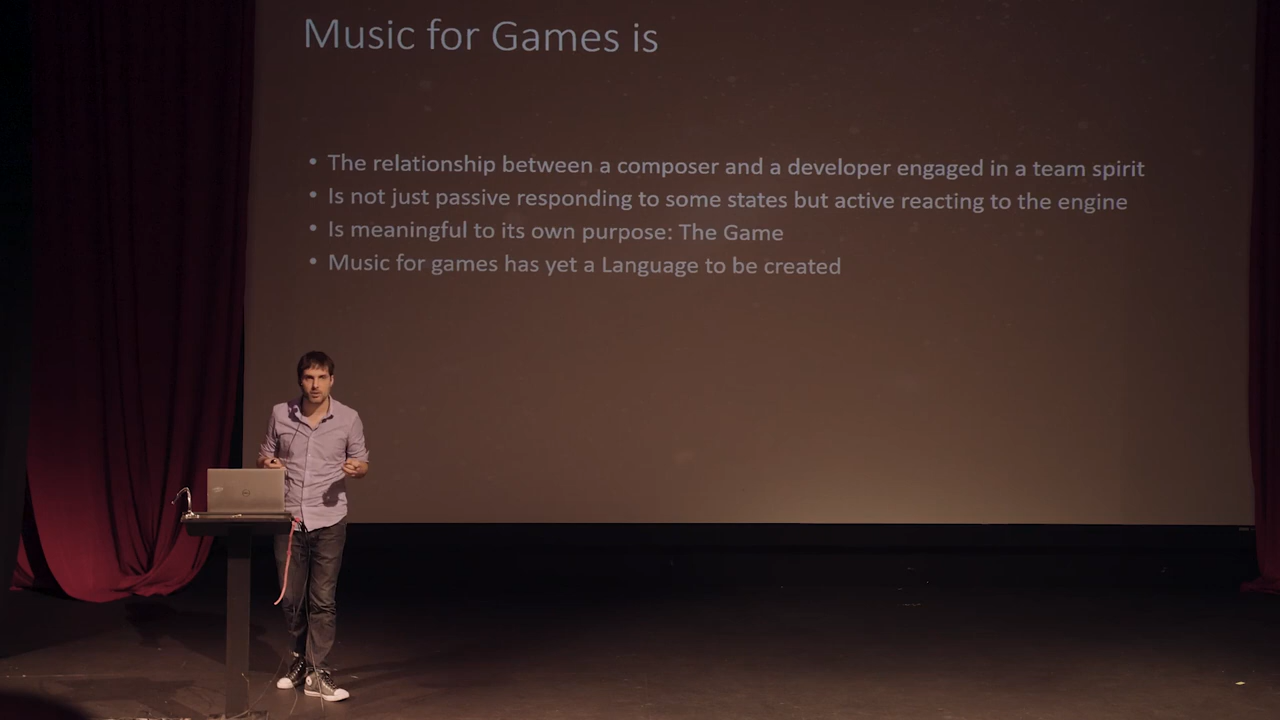 Music for Games is
• The relationship between a composer and a developer engaged in a team spirit
• Is not just passive responding to some states but active reacting to the engine
• Is meaningful to its own purpose: The Game
• Music for games has yet a Language to be created